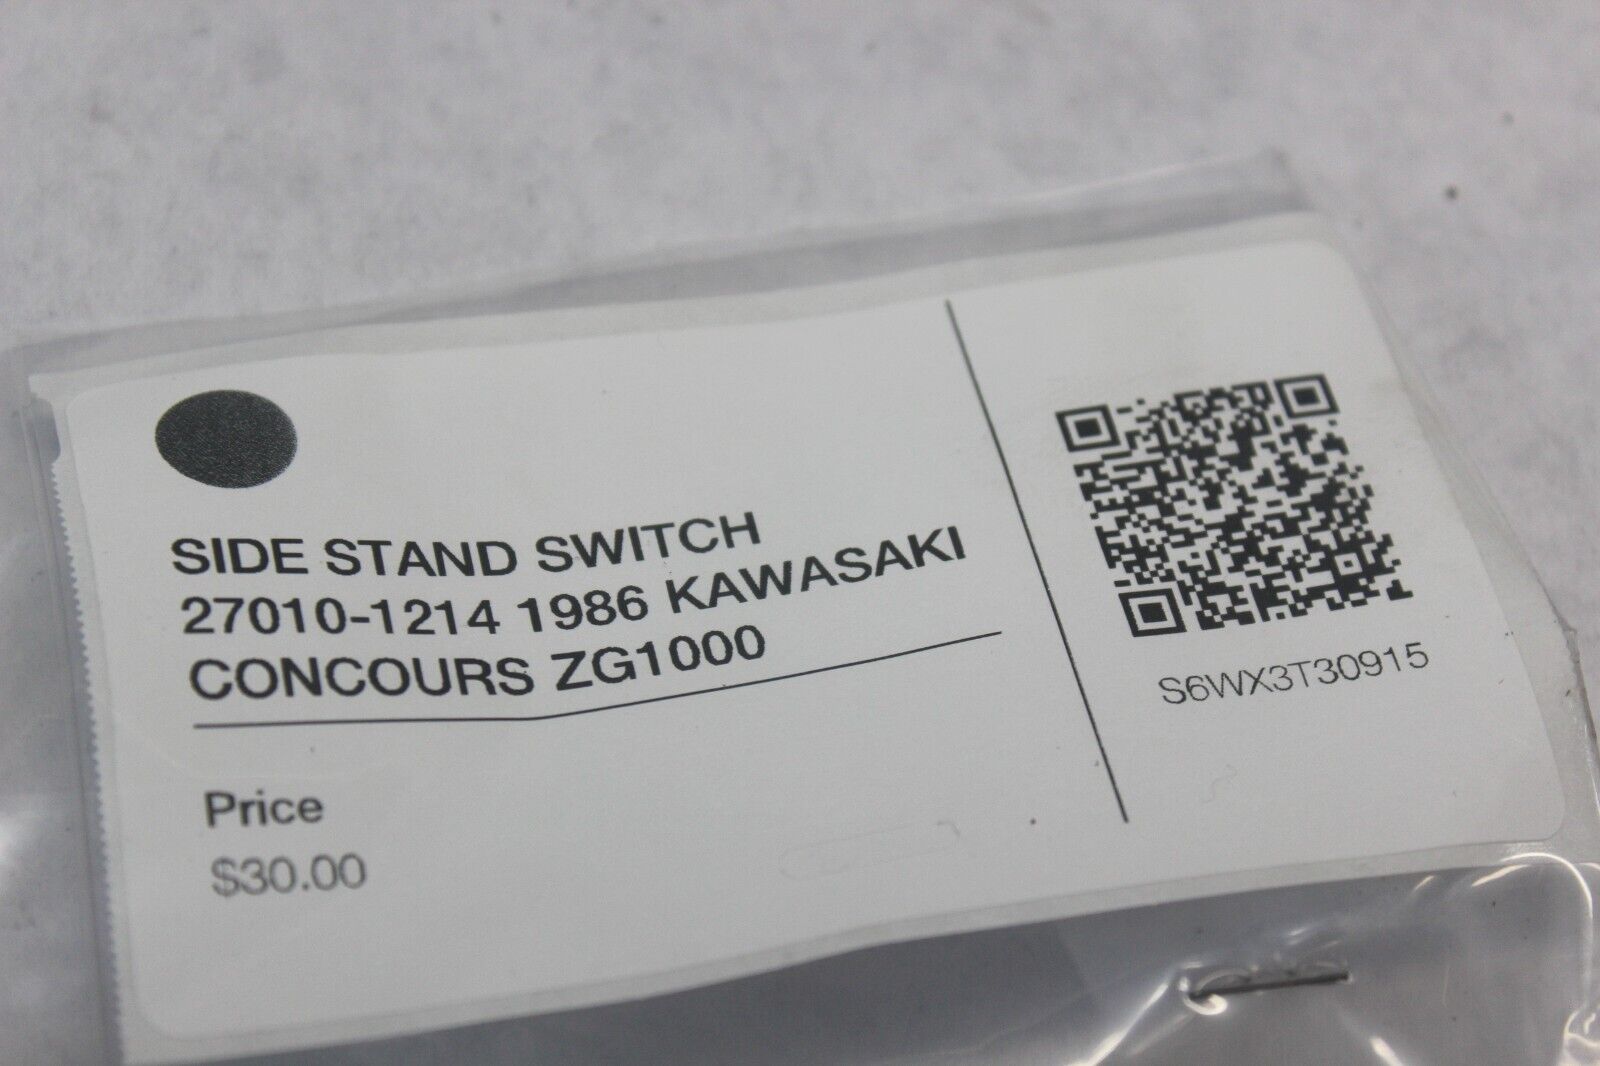 SIDE STAND SWITCH
27010-1214 1986 KAWASAKI
CONCOURS ZG1000
Price
$30.00
S6WX3T30915